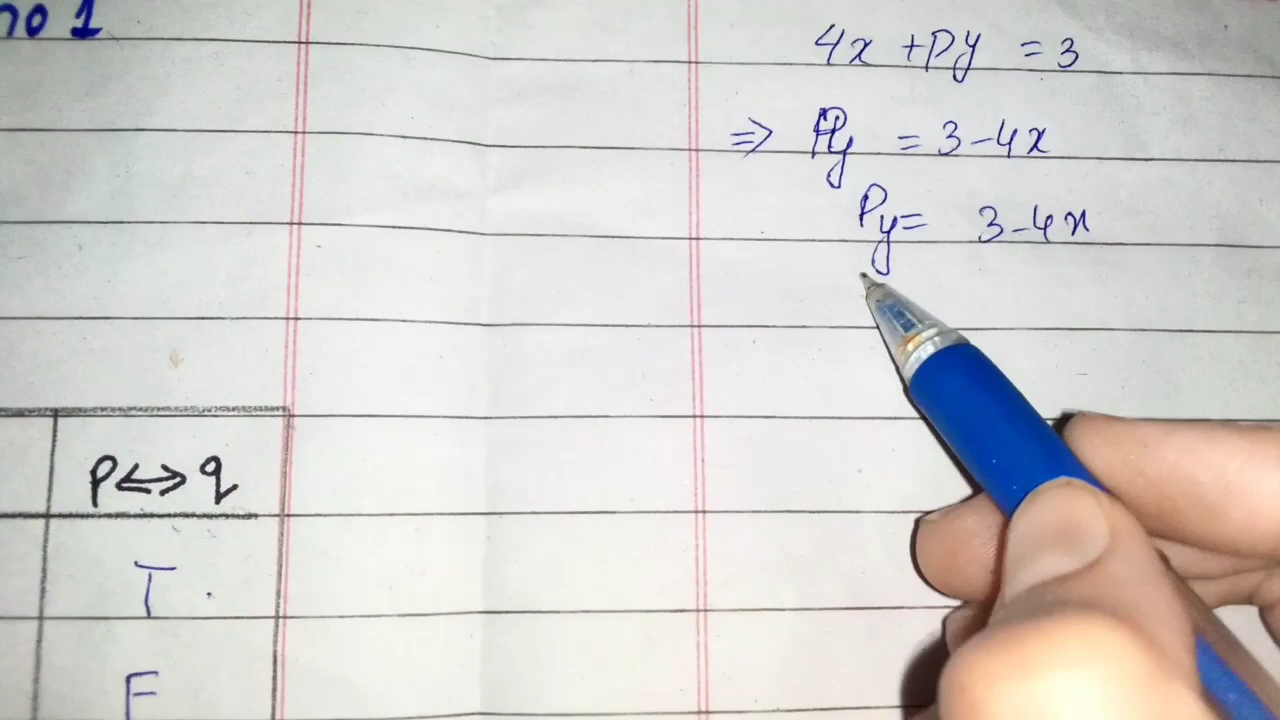 no 1
4x + py = 3
⇒ Py = 3 - 4x
Py = 3 - 4x
p ↔ q
T
F